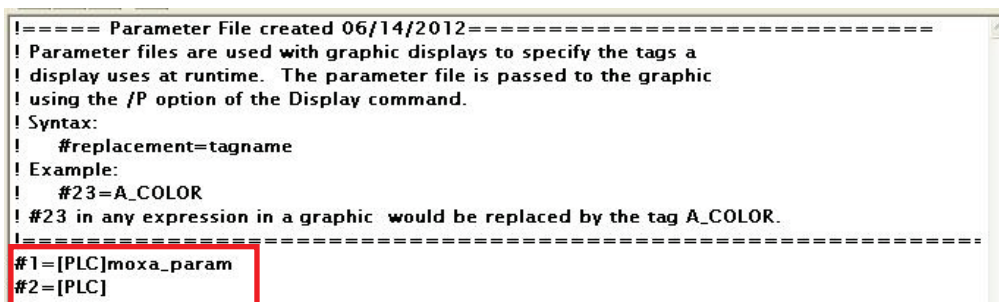 !===== Parameter File created 06/14/2012=============================
! Parameter files are used with graphic displays to specify the tags a
! display uses at runtime.  The parameter file is passed to the graphic
! using the /P option of the Display command.
! Syntax:
!    #replacement=tagname
! Example:
!    #23=A_COLOR
! #23 in any expression in a graphic  would be replaced by the tag A_COLOR.
!============================================================
#1=[PLC]moxa_param
#2=[PLC]